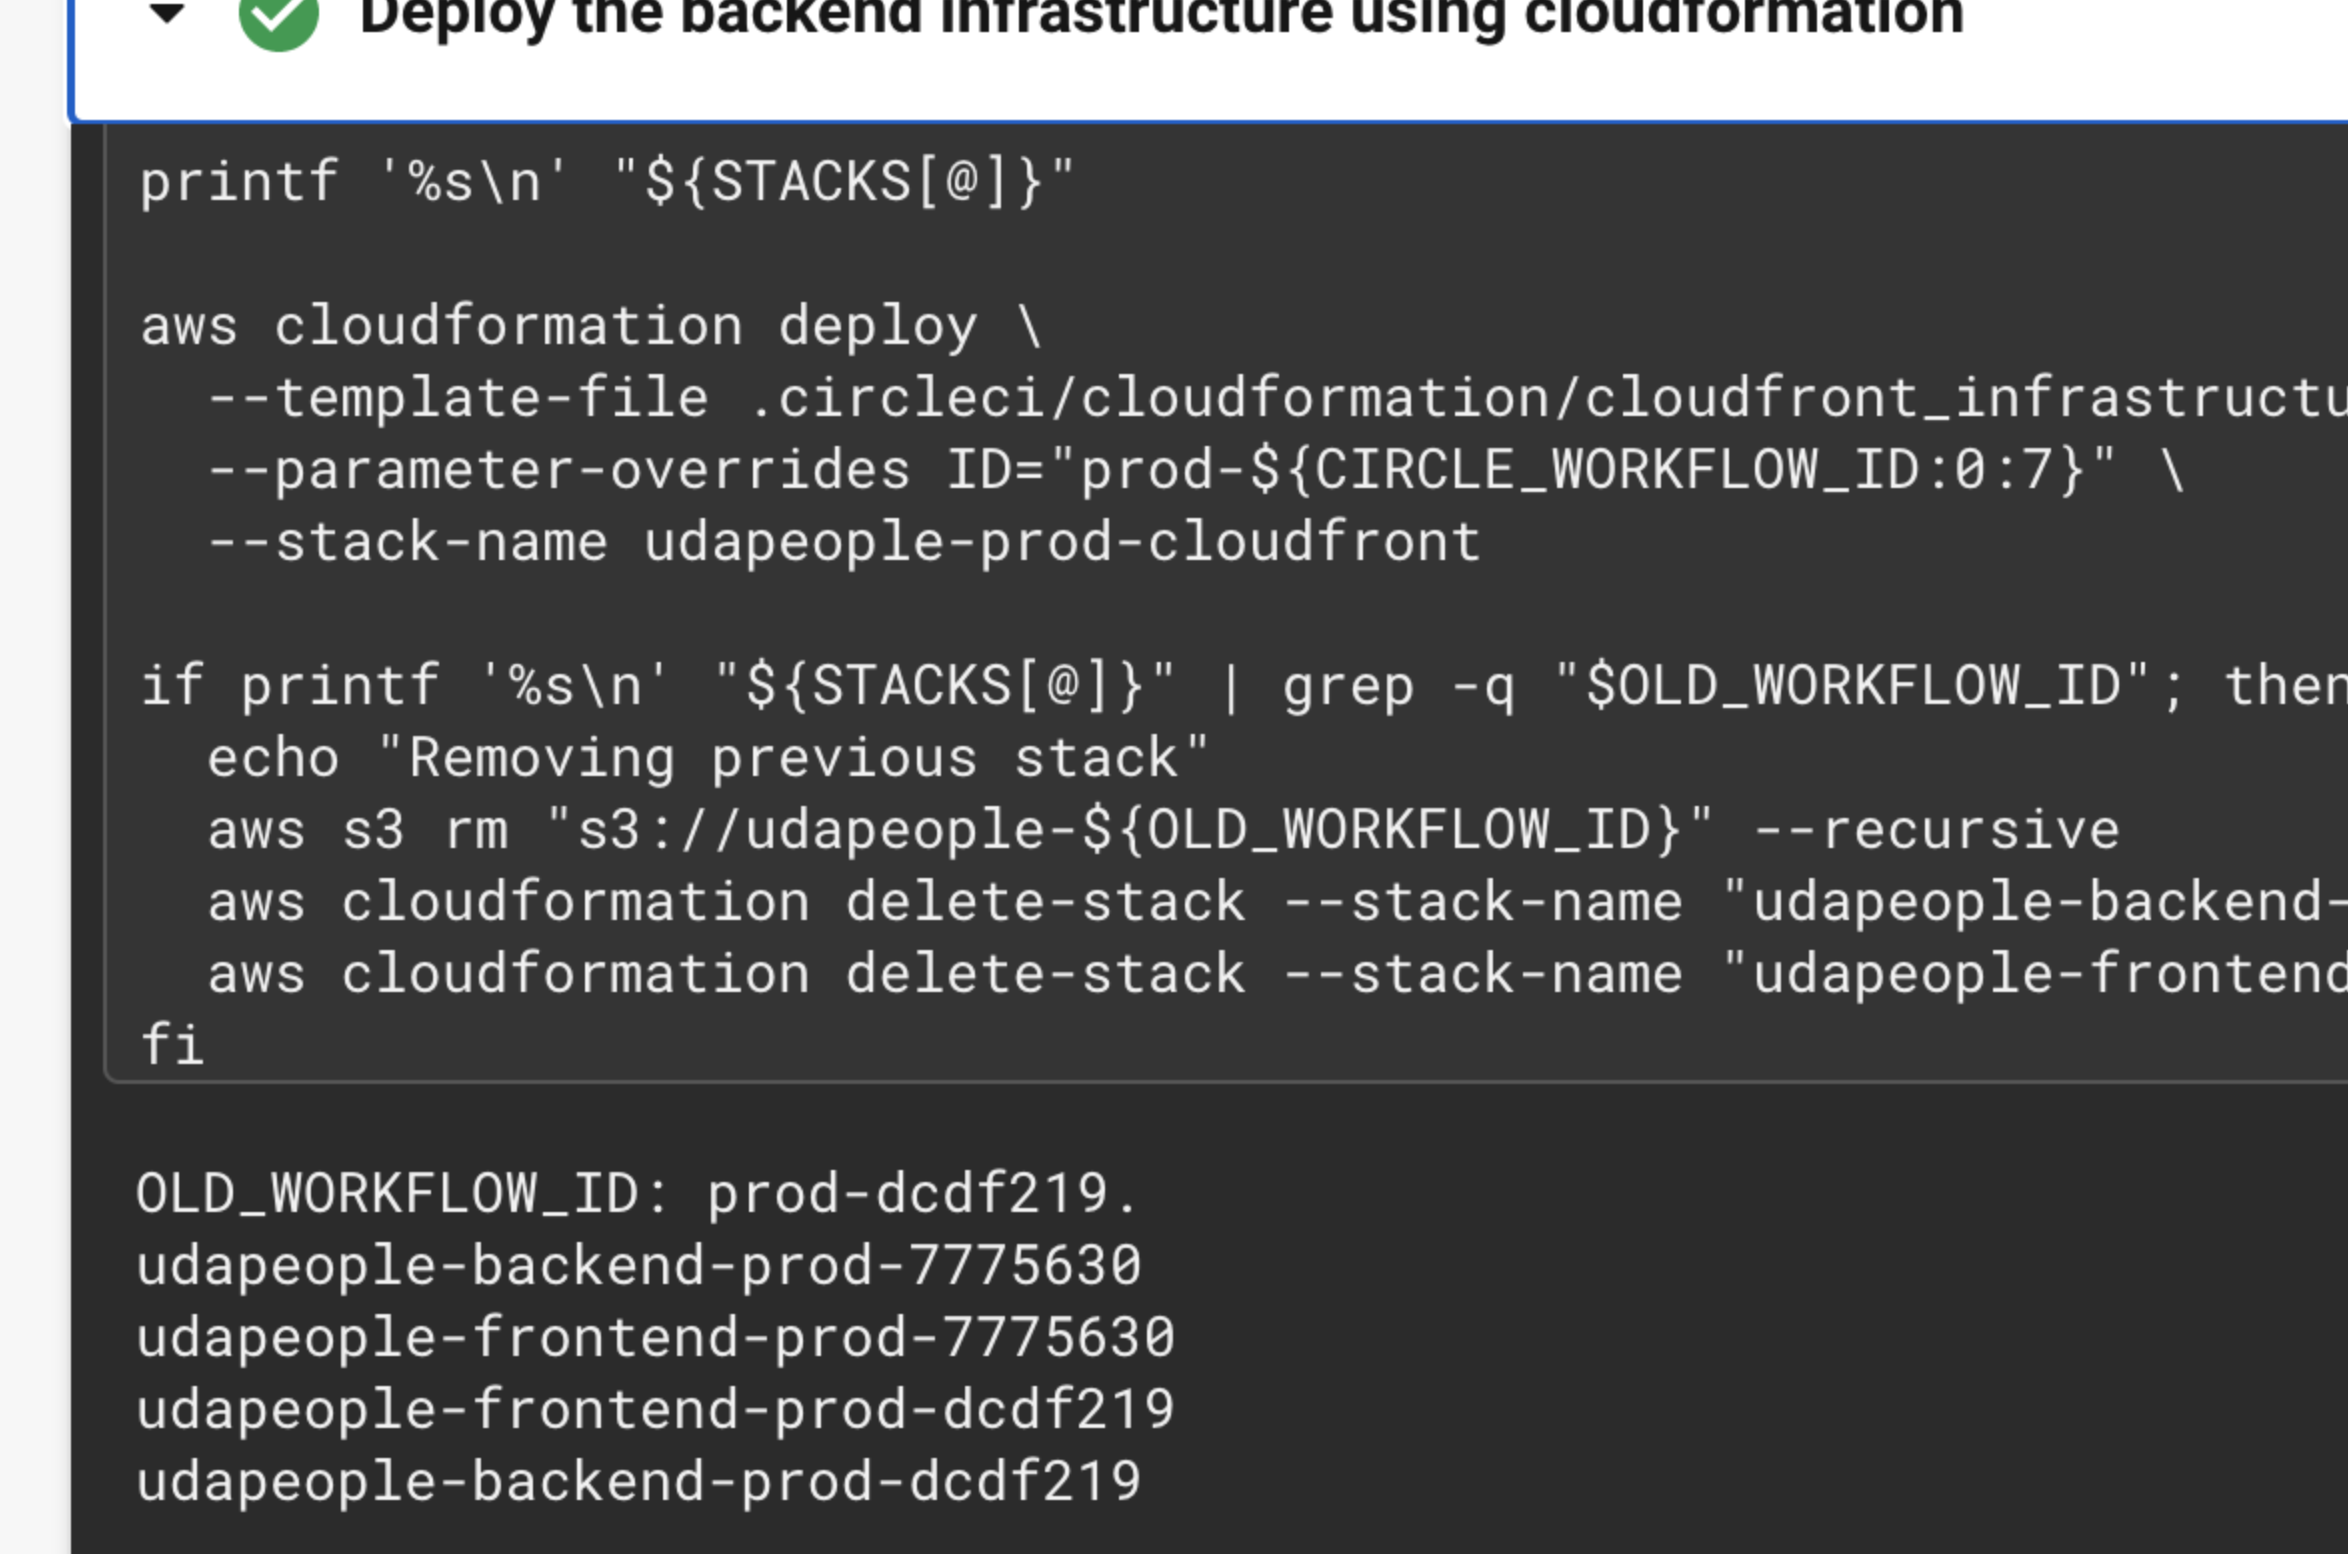 Deploy the backend infrastructure using cloudformation
printf '%s\n' "${STACKS[@]}"
aws cloudformation deploy \
--template-file .circleci/cloudformation/cloudfront_infrastructu
--parameter-overrides ID="prod-${CIRCLE_WORKFLOW_ID:0:7}" \
--stack-name udapeople-prod-cloudfront
if printf '%s\n' "${STACKS[@]}" | grep -q "$OLD_WORKFLOW_ID"; then
echo "Removing previous stack"
aws s3 rm "s3://udapeople-${OLD_WORKFLOW_ID}" --recursive
aws cloudformation delete-stack --stack-name "udapeople-backend-
aws cloudformation delete-stack --stack-name "udapeople-frontend
fi
OLD_WORKFLOW_ID: prod-dcdf219.
udapeople-backend-prod-7775630
udapeople-frontend-prod-7775630
udapeople-frontend-prod-dcdf219
udapeople-backend-prod-dcdf219